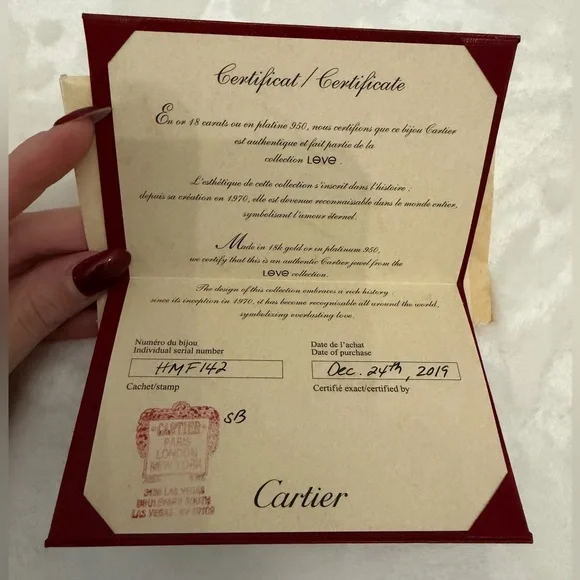 Certificat / Certificate
En or 18 carats ou en platine 950, nous certifions que ce bijou Cartier
est authentique et fait partie de la
collection LOVE .
L'esthétique de cette collection s'inscrit dans l'histoire :
depuis sa création en 1970, elle est devenue reconnaissable dans le monde entier,
symbolisant l'amour éternel.
Made in 18k gold or in platinum 950,
we certify that this is an authentic Cartier jewel from the
LOVE collection.
The design of this collection embraces a rich history :
since its inception in 1970, it has become recognisable all around the world,
symbolizing everlasting love.
Numéro du bijou
Individual serial number
HMF142
Date de l'achat
Date of purchase
Dec. 24th, 2019
Cachet/stamp
Certifié exact/certified by
SB
CARTIER
PARIS
LONDON
NEW YORK
LAS VEGAS
BOULEVARD SOUTH
LAS VEGAS, NV 89109
Cartier